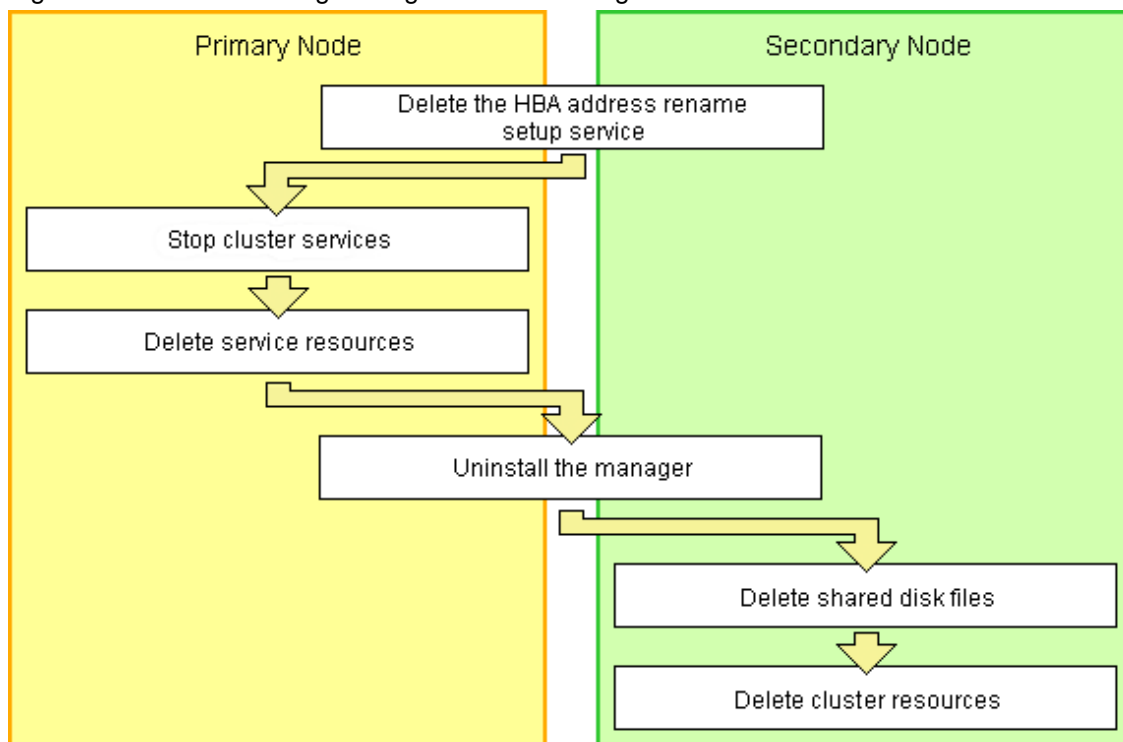 Primary Node
Secondary Node
Delete the HBA address rename
setup service
Stop cluster services
Delete service resources
Uninstall the manager
Delete shared disk files
Delete cluster resources